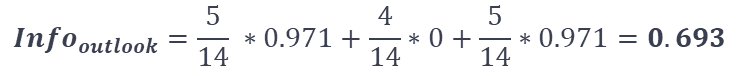 Info_outlook = 5/14 * 0.971 + 4/14 * 0 + 5/14 * 0.971 = 0.693